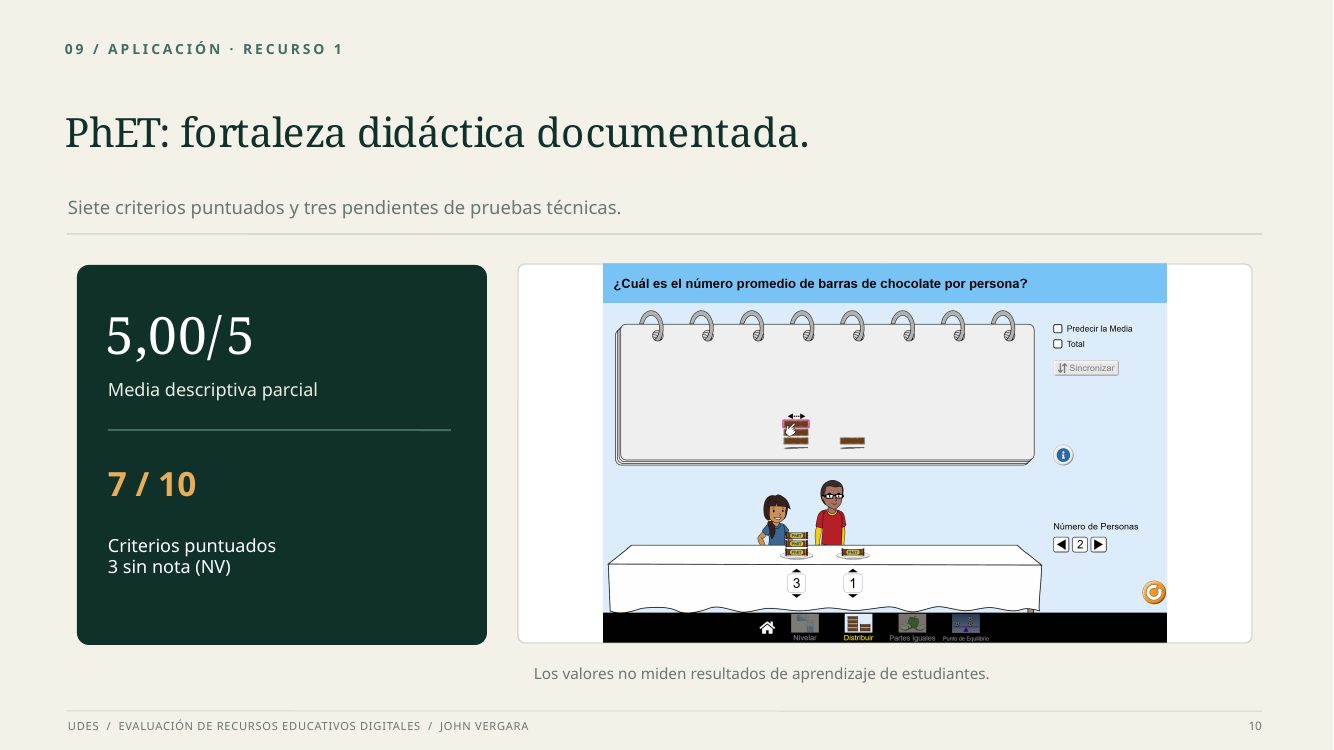 09 / APLICACIÓN · RECURSO 1
PhET: fortaleza didáctica documentada.
Siete criterios puntuados y tres pendientes de pruebas técnicas.
5,00/5
Media descriptiva parcial
7 / 10
Criterios puntuados
3 sin nota (NV)
¿Cuál es el número promedio de barras de chocolate por persona?
Predecir la Media
Total
Sincronizar
Número de Personas
2
3
1
Nivelar
Distribuir
Partes Iguales
Punto de Equilibrio
Los valores no miden resultados de aprendizaje de estudiantes.
UDES / EVALUACIÓN DE RECURSOS EDUCATIVOS DIGITALES / JOHN VERGARA
10